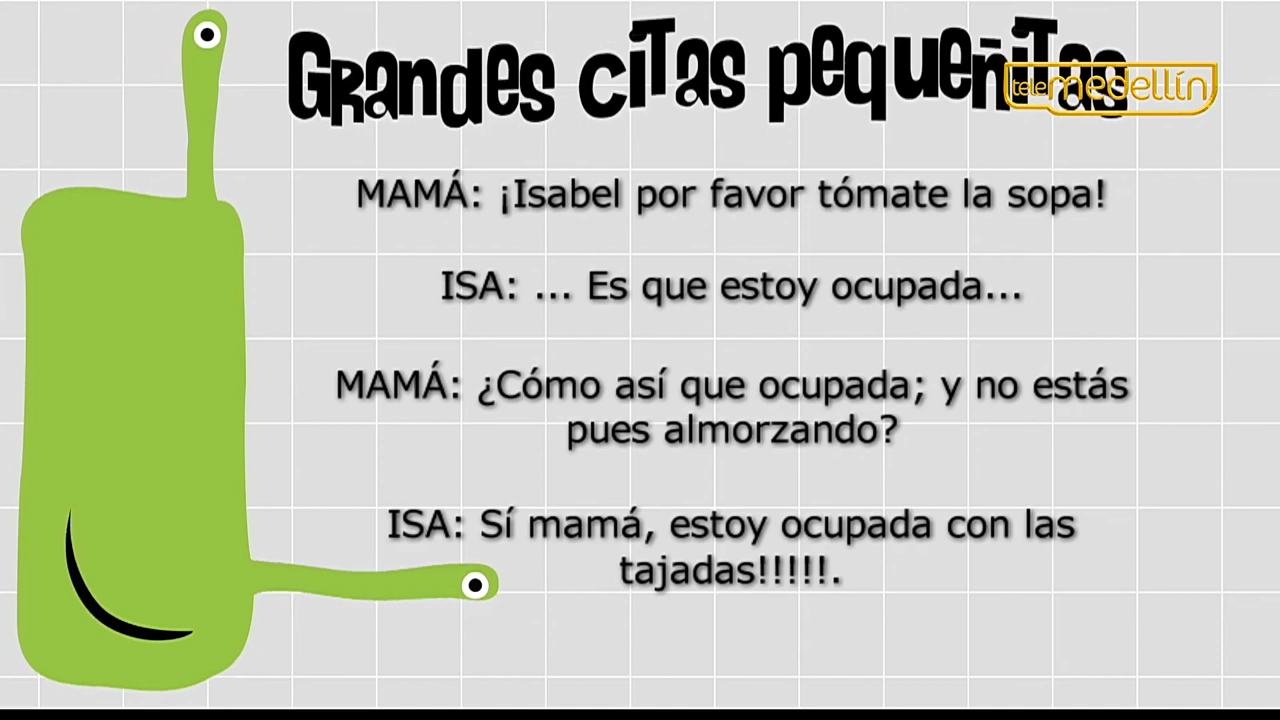 Grandes citas pequeñitas
telemedellín
MAMÁ: ¡Isabel por favor tómate la sopa!
ISA: ... Es que estoy ocupada...
MAMÁ: ¿Cómo así que ocupada; y no estás
pues almorzando?
ISA: Sí mamá, estoy ocupada con las
tajadas!!!!!.